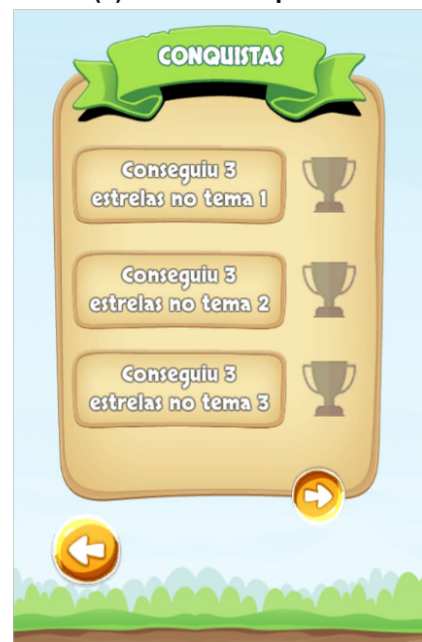 CONQUISTAS
Conseguiu 3
estrelas no tema 1
Conseguiu 3
estrelas no tema 2
Conseguiu 3
estrelas no tema 3